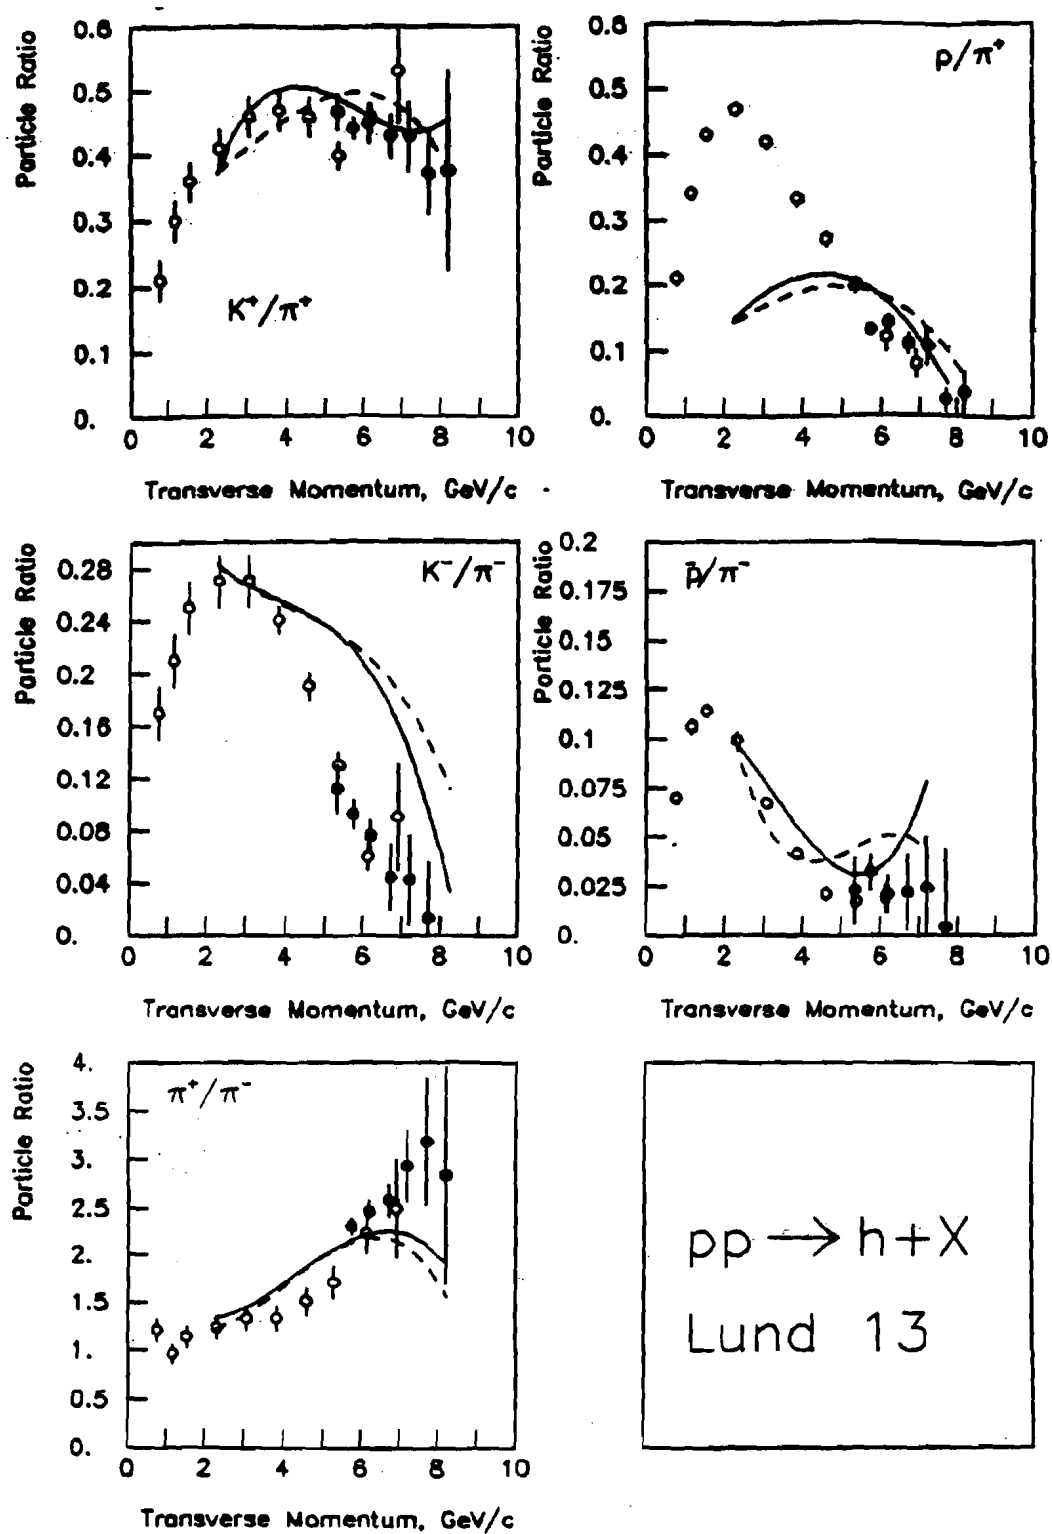 Particle Ratio
0.6
0.5
0.4
0.3
0.2
0.1
0.
K⁺/π⁺
0 2 4 6 8 10
Transverse Momentum, GeV/c
Particle Ratio
0.6
0.5
0.4
0.3
0.2
0.1
0.
p/π⁺
0 2 4 6 8 10
Transverse Momentum, GeV/c
Particle Ratio
0.28
0.24
0.2
0.16
0.12
0.08
0.04
0.
K⁻/π⁻
0 2 4 6 8 10
Transverse Momentum, GeV/c
Particle Ratio
0.2
0.175
0.15
0.125
0.1
0.075
0.05
0.025
0.
p̄/π⁻
0 2 4 6 8 10
Transverse Momentum, GeV/c
Particle Ratio
4.
3.5
3.
2.5
2.
1.5
1.
0.5
0.
π⁺/π⁻
0 2 4 6 8 10
Transverse Momentum, GeV/c
pp → h+X
Lund 13